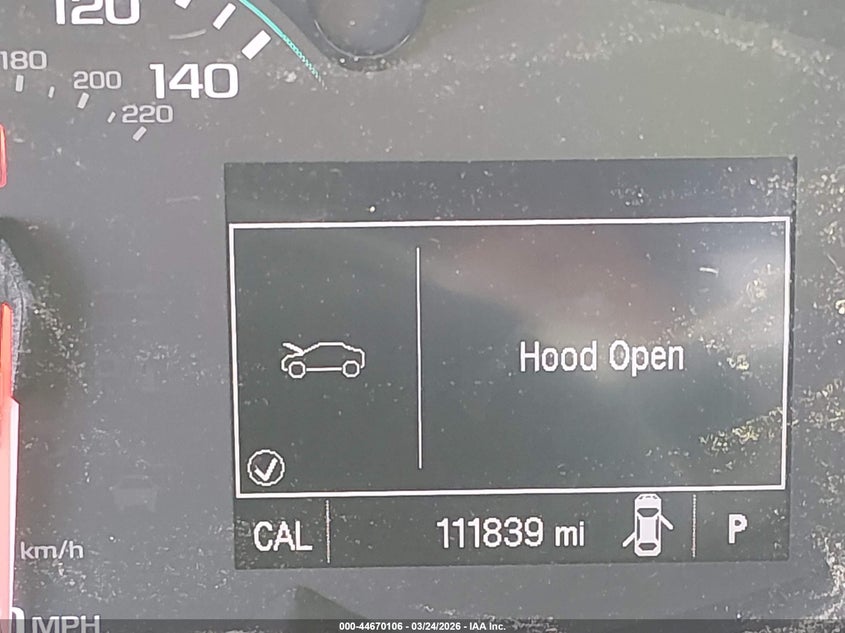 120
180
200
140
220
Hood Open
CAL 111839 mi P
km/h
0 MPH
000-44670106 - 03/24/2026 - IAA Inc.